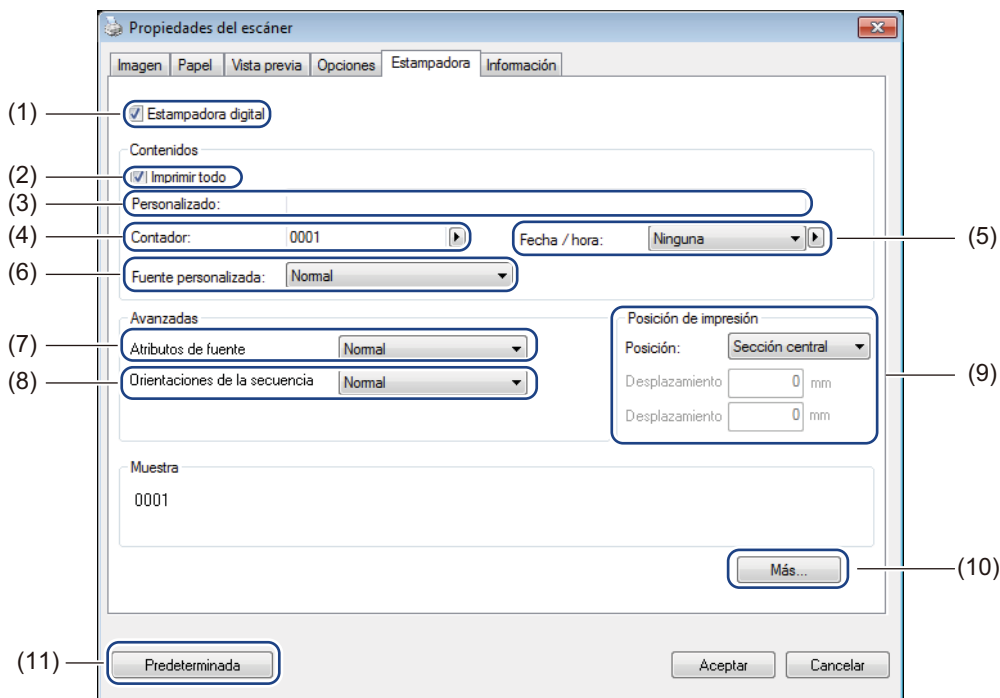 Propiedades del escáner
Imagen Papel Vista previa Opciones Estampadora Información
(1) Estampadora digital
Contenidos
(2) Imprimir todo
(3) Personalizado:
(4) Contador: 0001 Fecha / hora: Ninguna (5)
(6) Fuente personalizada: Normal
Avanzadas Posición de impresión
(7) Atributos de fuente Normal Posición: Sección central
(8) Orientaciones de la secuencia Normal Desplazamiento 0 mm (9)
Desplazamiento 0 mm
Muestra
0001
Más... (10)
(11) Predeterminada Aceptar Cancelar